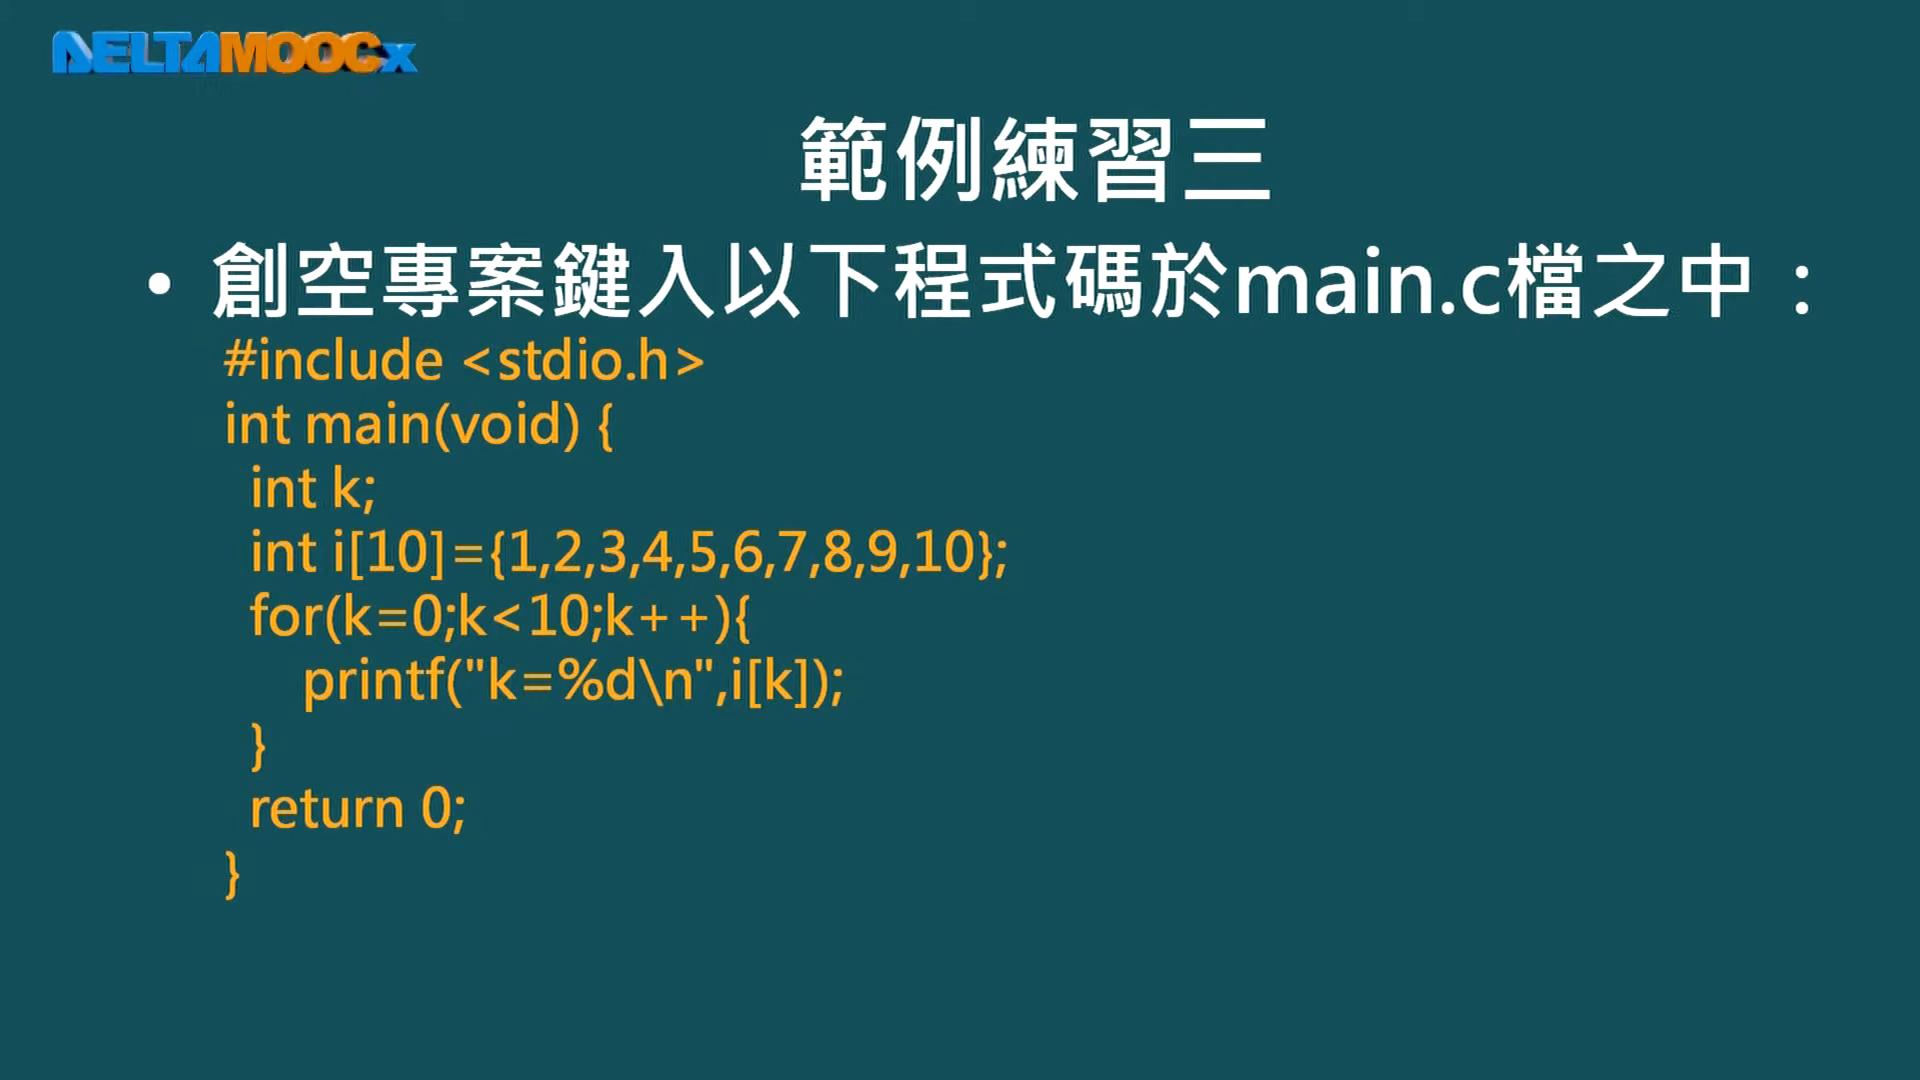 DELTAMOOCx
範例練習三
• 創空專案鍵入以下程式碼於main.c檔之中：
#include <stdio.h>
int main(void) {
int k;
int i[10]={1,2,3,4,5,6,7,8,9,10};
for(k=0;k<10;k++){
printf("k=%d\n",i[k]);
}
return 0;
}